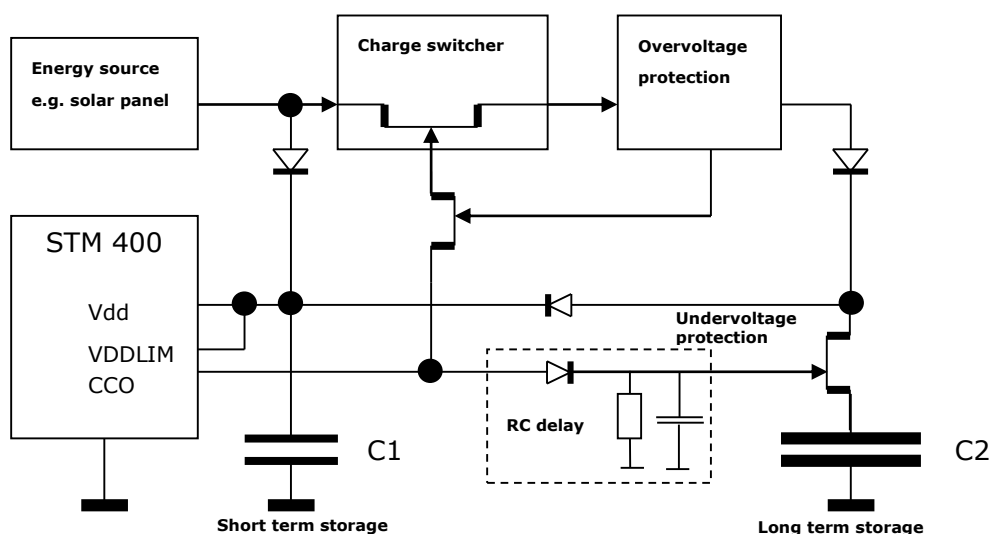 Energy source
e.g. solar panel
Charge switcher
Overvoltage
protection
STM 400
Vdd
VDDLIM
CCO
Undervoltage
protection
RC delay
C1
C2
Short term storage
Long term storage